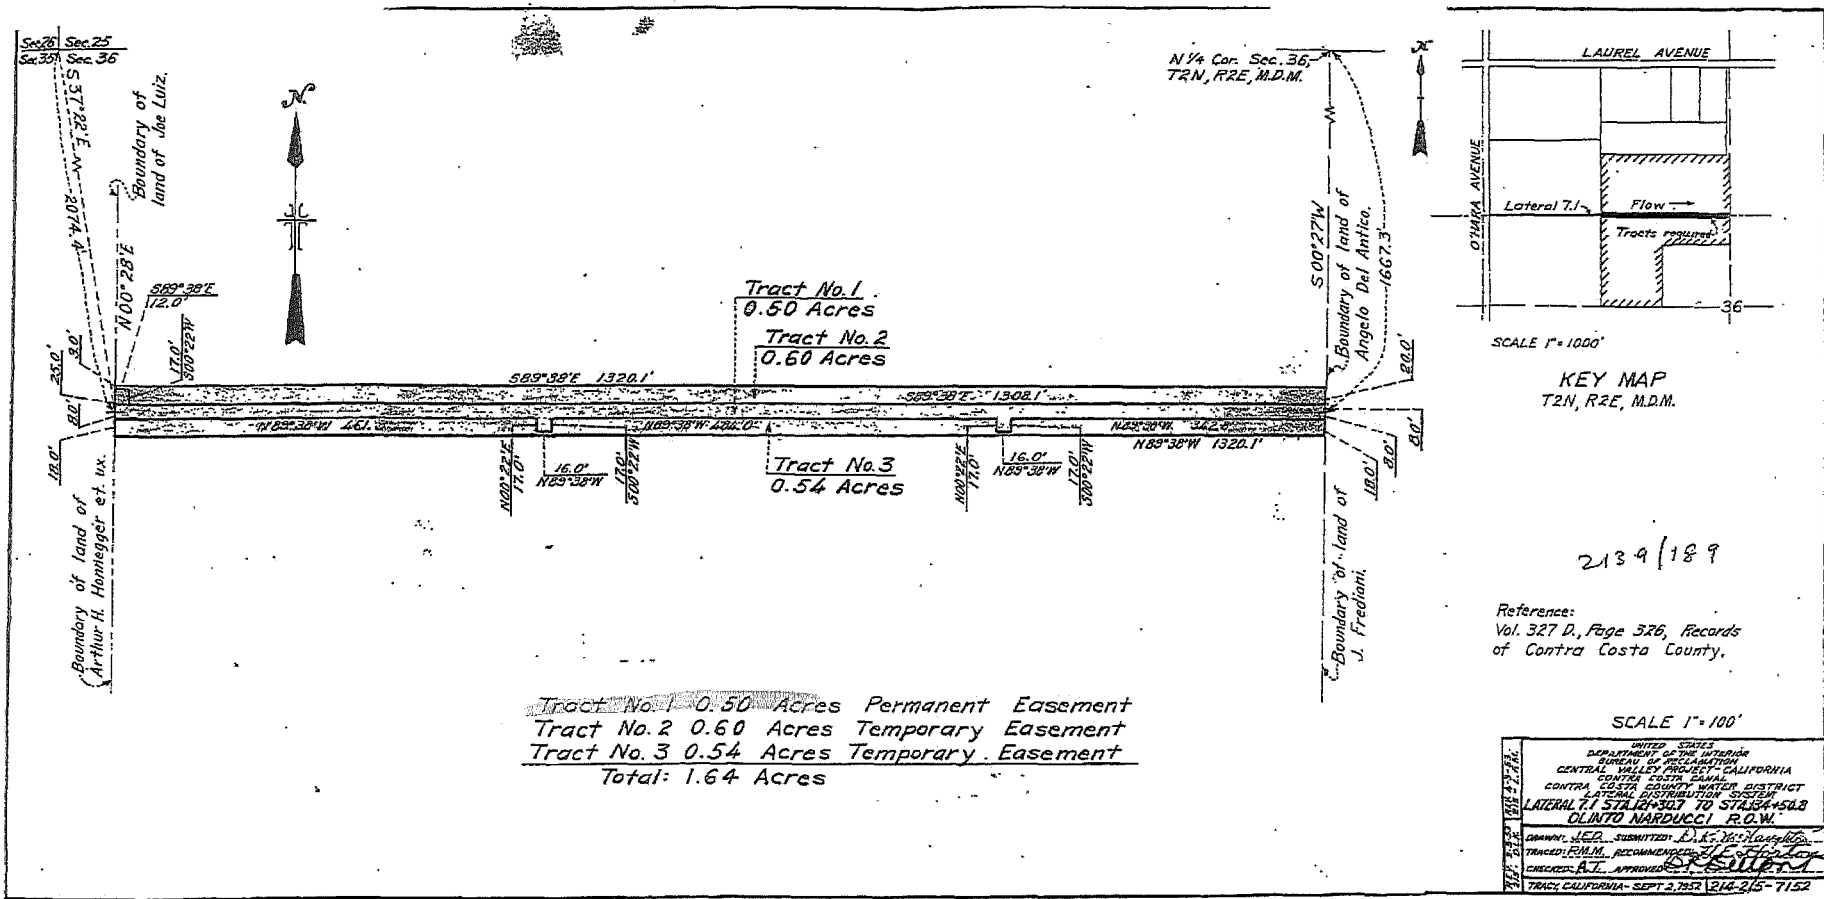 Sec.26 Sec.25
Sec.35 Sec.36
S 37°22'E
2074.4'
Boundary of
land of Joe Luiz.
N00°28'E
S89°38'E
12.0'
17.0'
S00°22'W
25.0'
8.0'
18.0'
N
Tract No.1
0.50 Acres
Tract No.2
0.60 Acres
S89°38'E 1320.1'
S89°38'E 1308.1'
N89°38'W 461.
N89°38'W 484.0
N89°38'W 342.8
N89°38'W 1320.1'
N00°22'E
17.0'
16.0'
N89°38'W
17.0'
S00°22'W
Tract No.3
0.54 Acres
N00°22'E
17.0'
16.0'
N89°38'W
17.0'
S00°22'W
Boundary of land of
Arthur H. Honnegger et. ux.
N 1/4 Cor. Sec. 36,
T2N, R2E, M.D.M.
S00°27'W
Boundary of land of
Angelo Del Antico.
1667.3'
20.0'
8.0'
8.0'
18.0'
Boundary of land of
J. Frediani.
LAUREL AVENUE
O'HARA AVENUE
Lateral 7.1
Flow
Tracts required
36
SCALE 1"=1000'
KEY MAP
T2N, R2E, M.D.M.
2139/189
Reference:
Vol. 327 D., Page 326, Records
of Contra Costa County.
Tract No. 1 0.50 Acres Permanent Easement
Tract No. 2 0.60 Acres Temporary Easement
Tract No. 3 0.54 Acres Temporary Easement
Total: 1.64 Acres
SCALE 1"=100'
UNITED STATES
DEPARTMENT OF THE INTERIOR
BUREAU OF RECLAMATION
CENTRAL VALLEY PROJECT-CALIFORNIA
CONTRA COSTA CANAL
CONTRA COSTA COUNTY WATER DISTRICT
LATERAL DISTRIBUTION SYSTEM
LATERAL 7.1 STA.121+30.7 TO STA.134+50.8
OLINTO NARDUCCI R.O.W.
DRAWN: J.E.D. SUBMITTED:
TRACED: R.M.M. RECOMMENDED:
CHECKED: A.T. APPROVED:
TRACY, CALIFORNIA-SEPT 2, 1952 214-215-7152